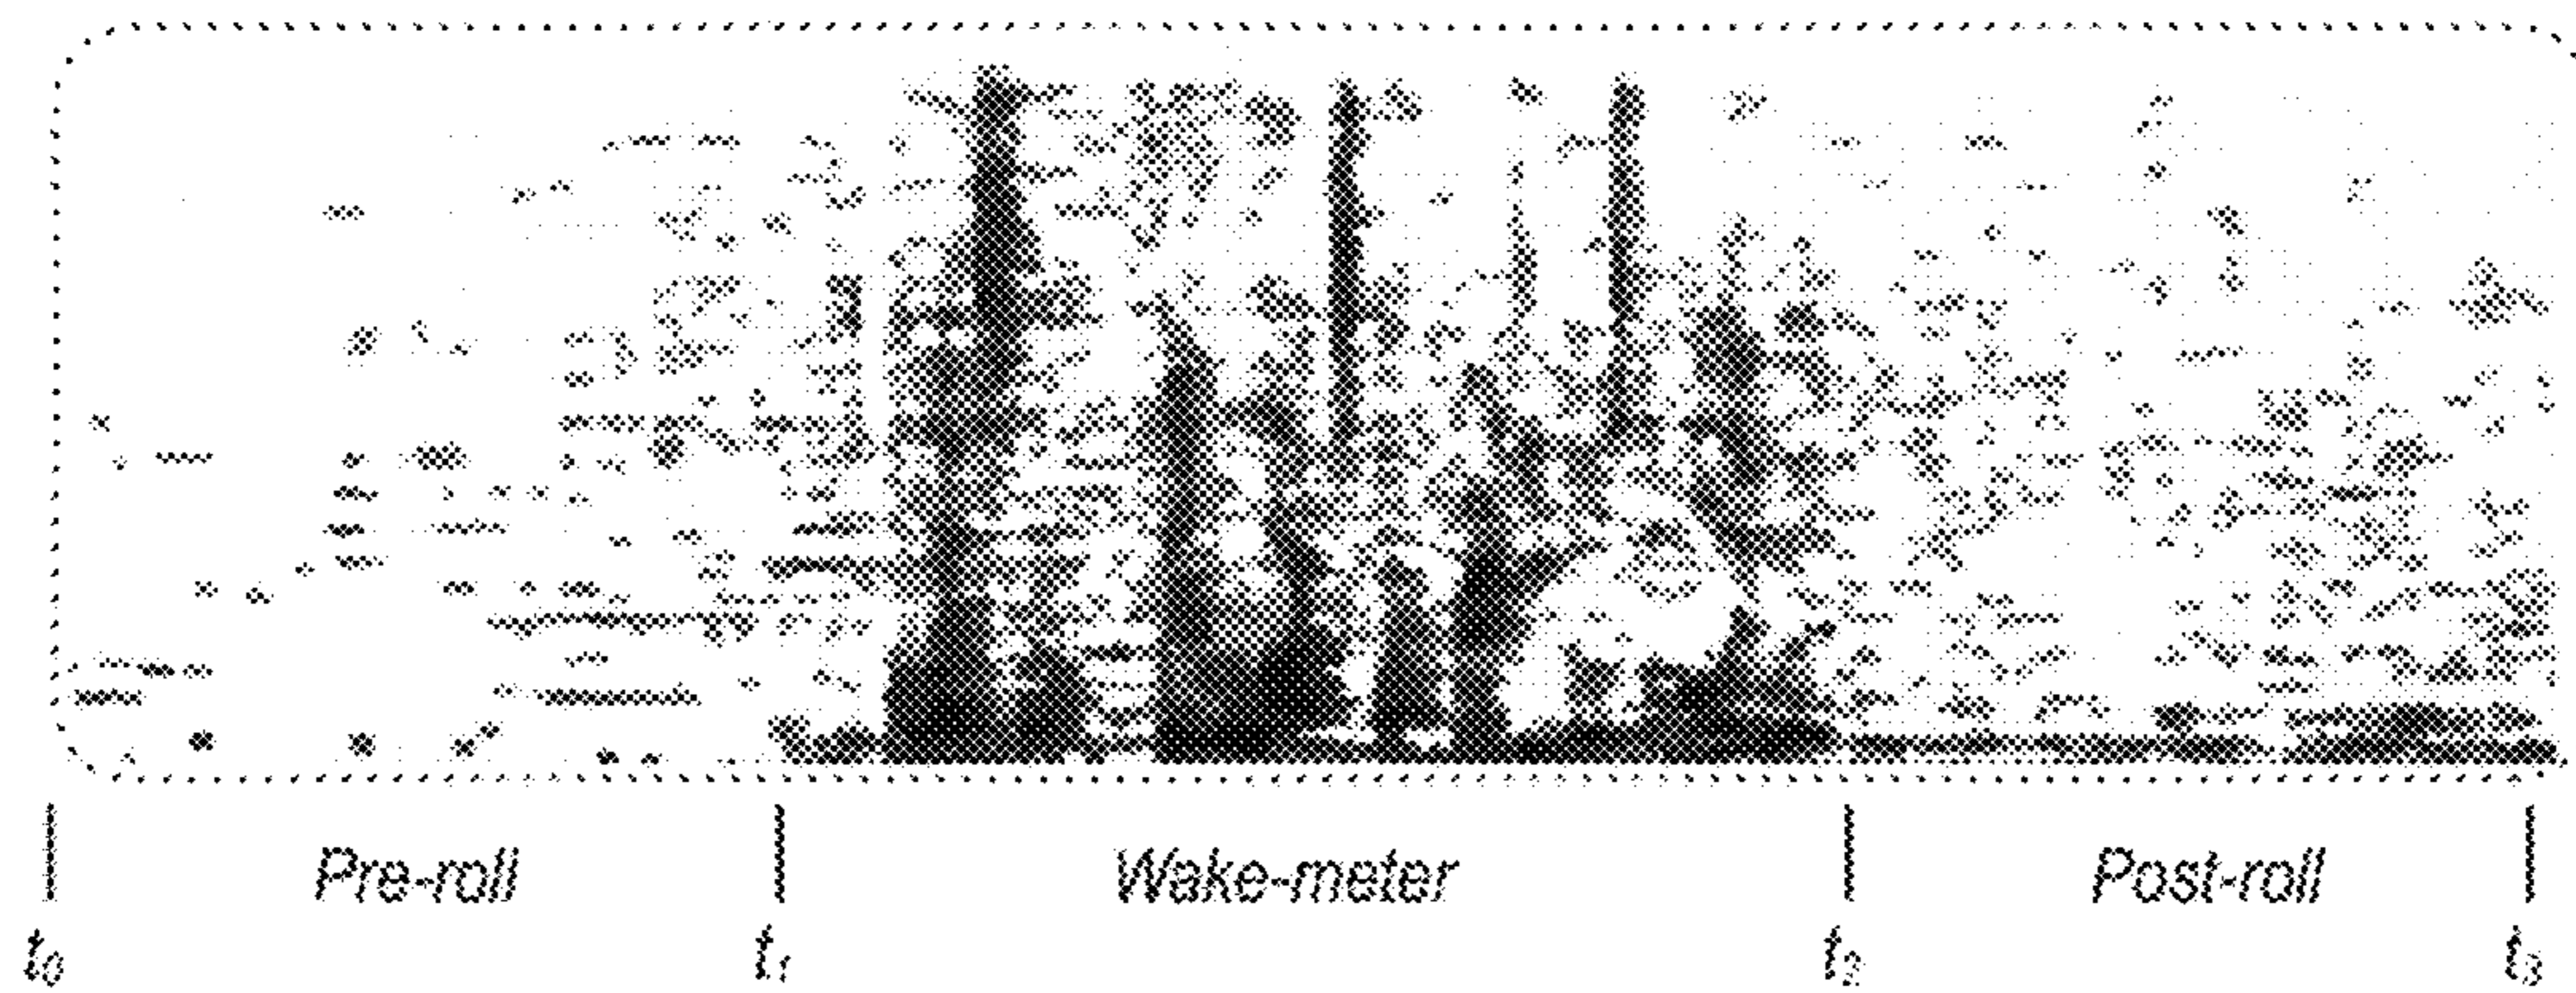 Pre-roll Wake-meter Post-roll
t₀ t₁ t₂ t₃